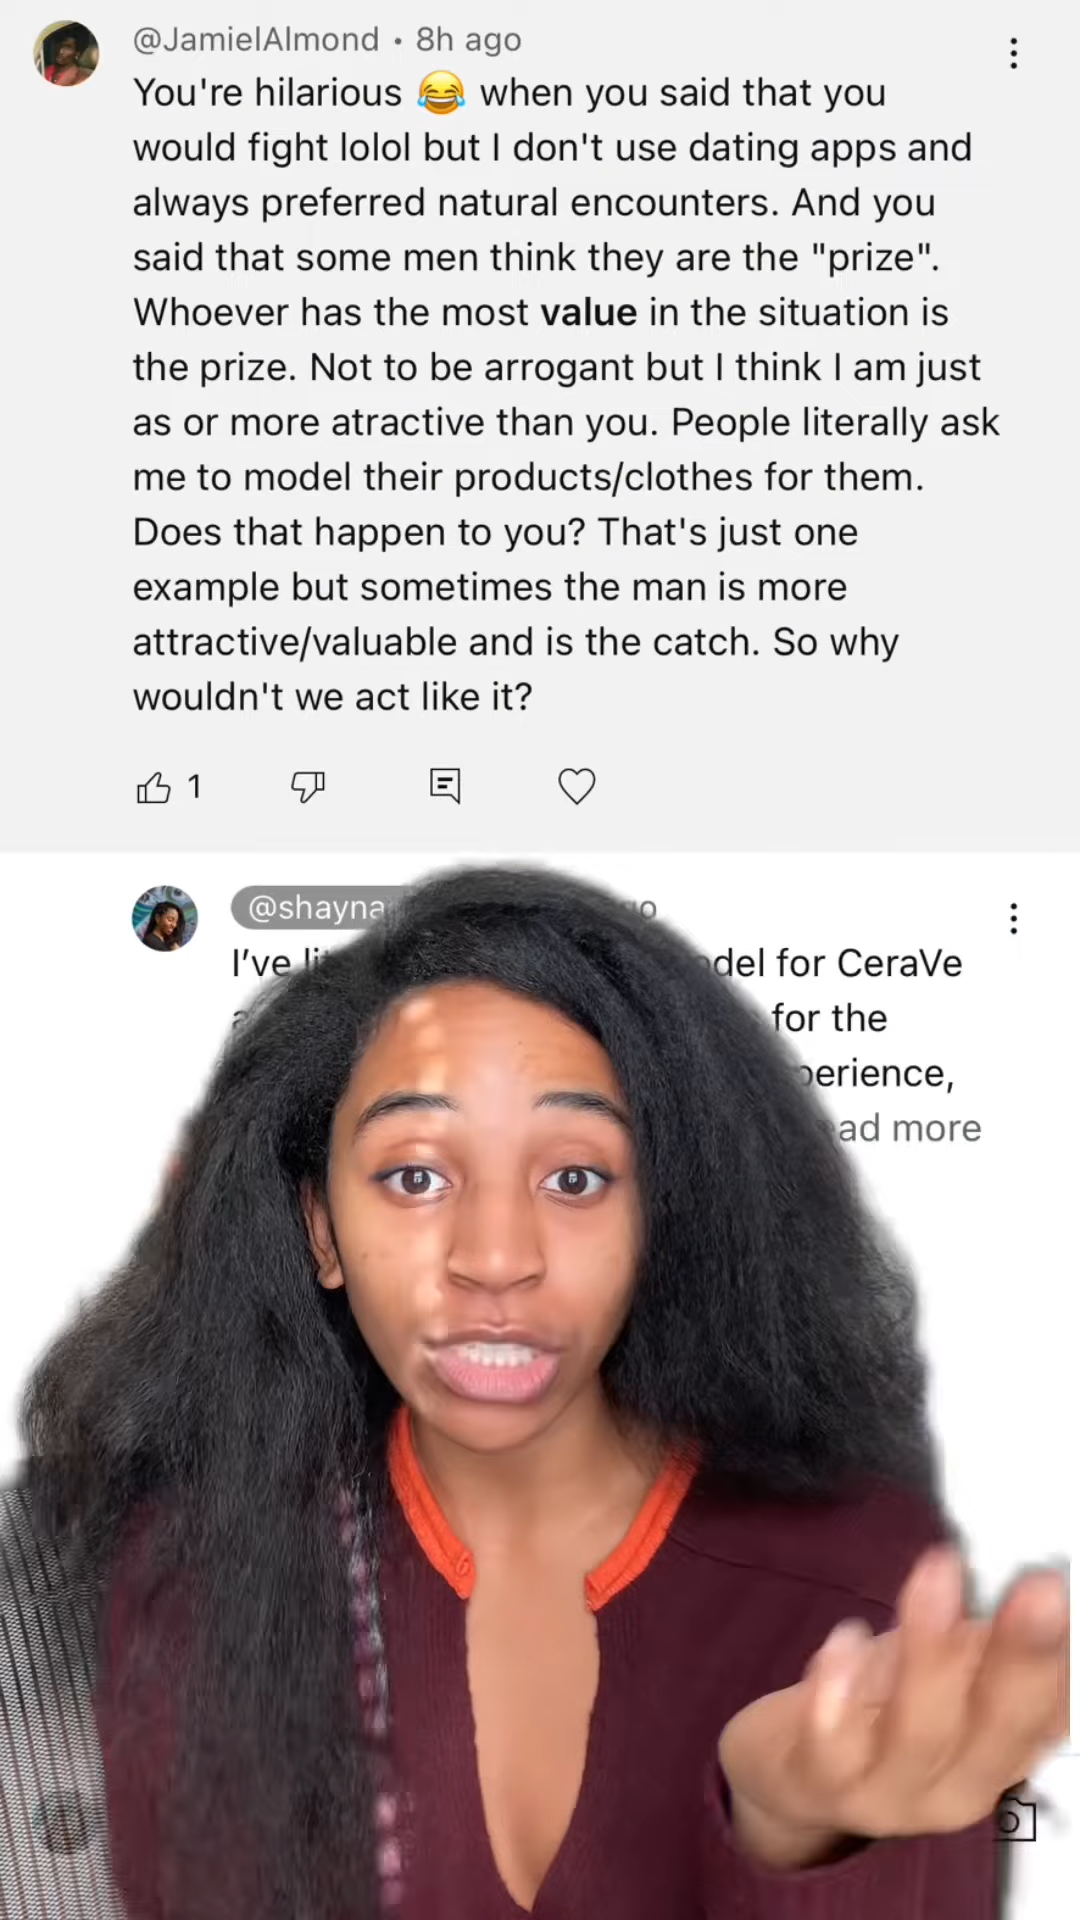 @JamielAlmond • 8h ago
You're hilarious 😂 when you said that you
would fight lolol but I don't use dating apps and
always preferred natural encounters. And you
said that some men think they are the "prize".
Whoever has the most value in the situation is
the prize. Not to be arrogant but I think I am just
as or more atractive than you. People literally ask
me to model their products/clothes for them.
Does that happen to you? That's just one
example but sometimes the man is more
attractive/valuable and is the catch. So why
wouldn't we act like it?
1
@shayna
I've for CeraVe
for the
more